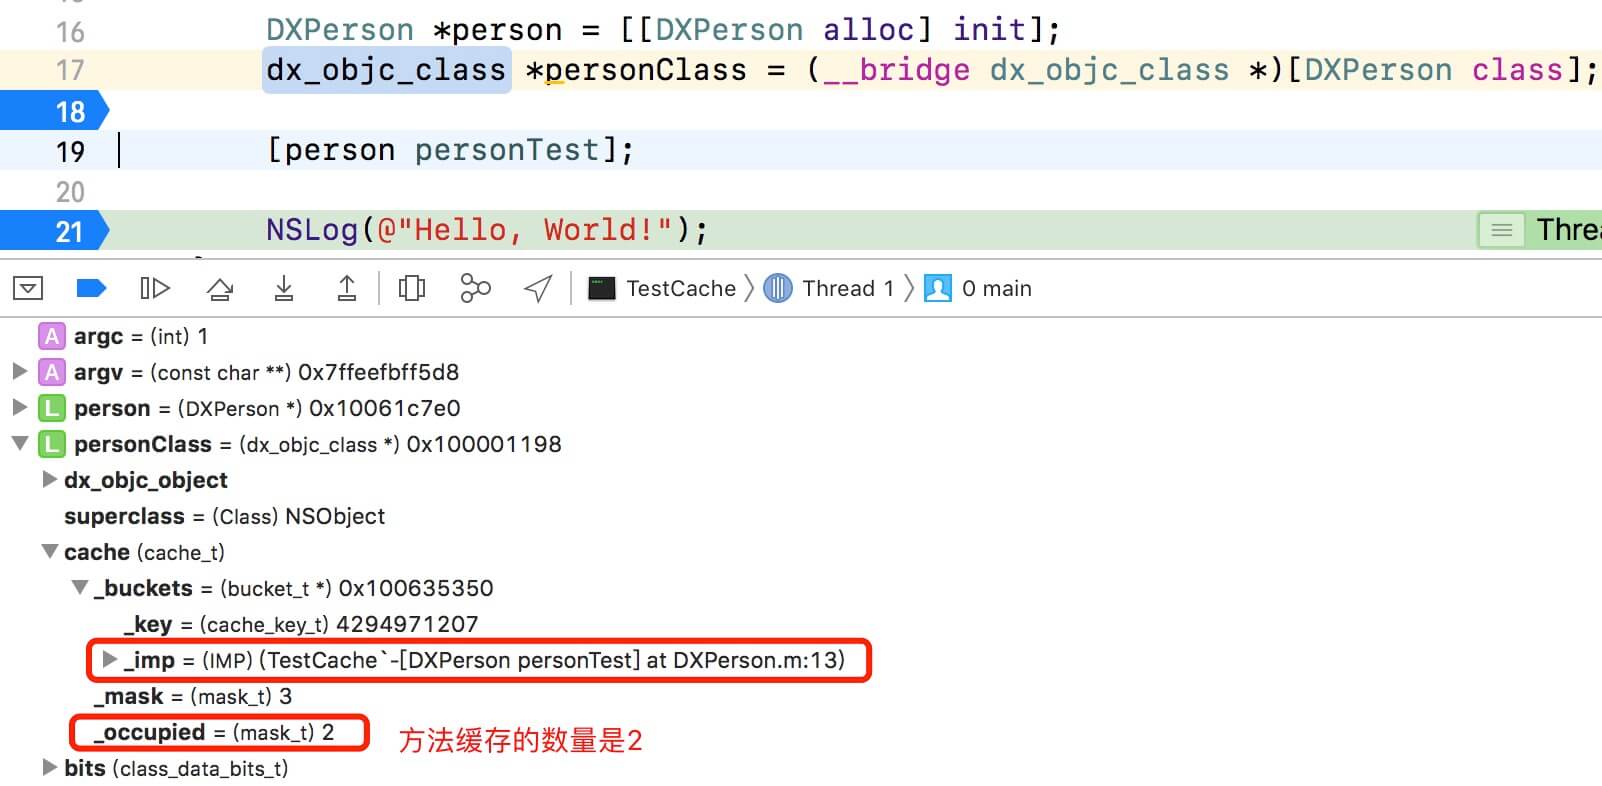 16 DXPerson *person = [[DXPerson alloc] init];
17 dx_objc_class *personClass = (__bridge dx_objc_class *)[DXPerson class];
18
19 [person personTest];
20
21 NSLog(@"Hello, World!"); Thre
TestCache Thread 1 0 main
A argc = (int) 1
A argv = (const char **) 0x7ffeefbff5d8
L person = (DXPerson *) 0x10061c7e0
L personClass = (dx_objc_class *) 0x100001198
dx_objc_object
superclass = (Class) NSObject
cache (cache_t)
_buckets = (bucket_t *) 0x100635350
_key = (cache_key_t) 4294971207
_imp = (IMP) (TestCache`-[DXPerson personTest] at DXPerson.m:13)
_mask = (mask_t) 3
_occupied = (mask_t) 2 方法缓存的数量是2
bits (class_data_bits_t)